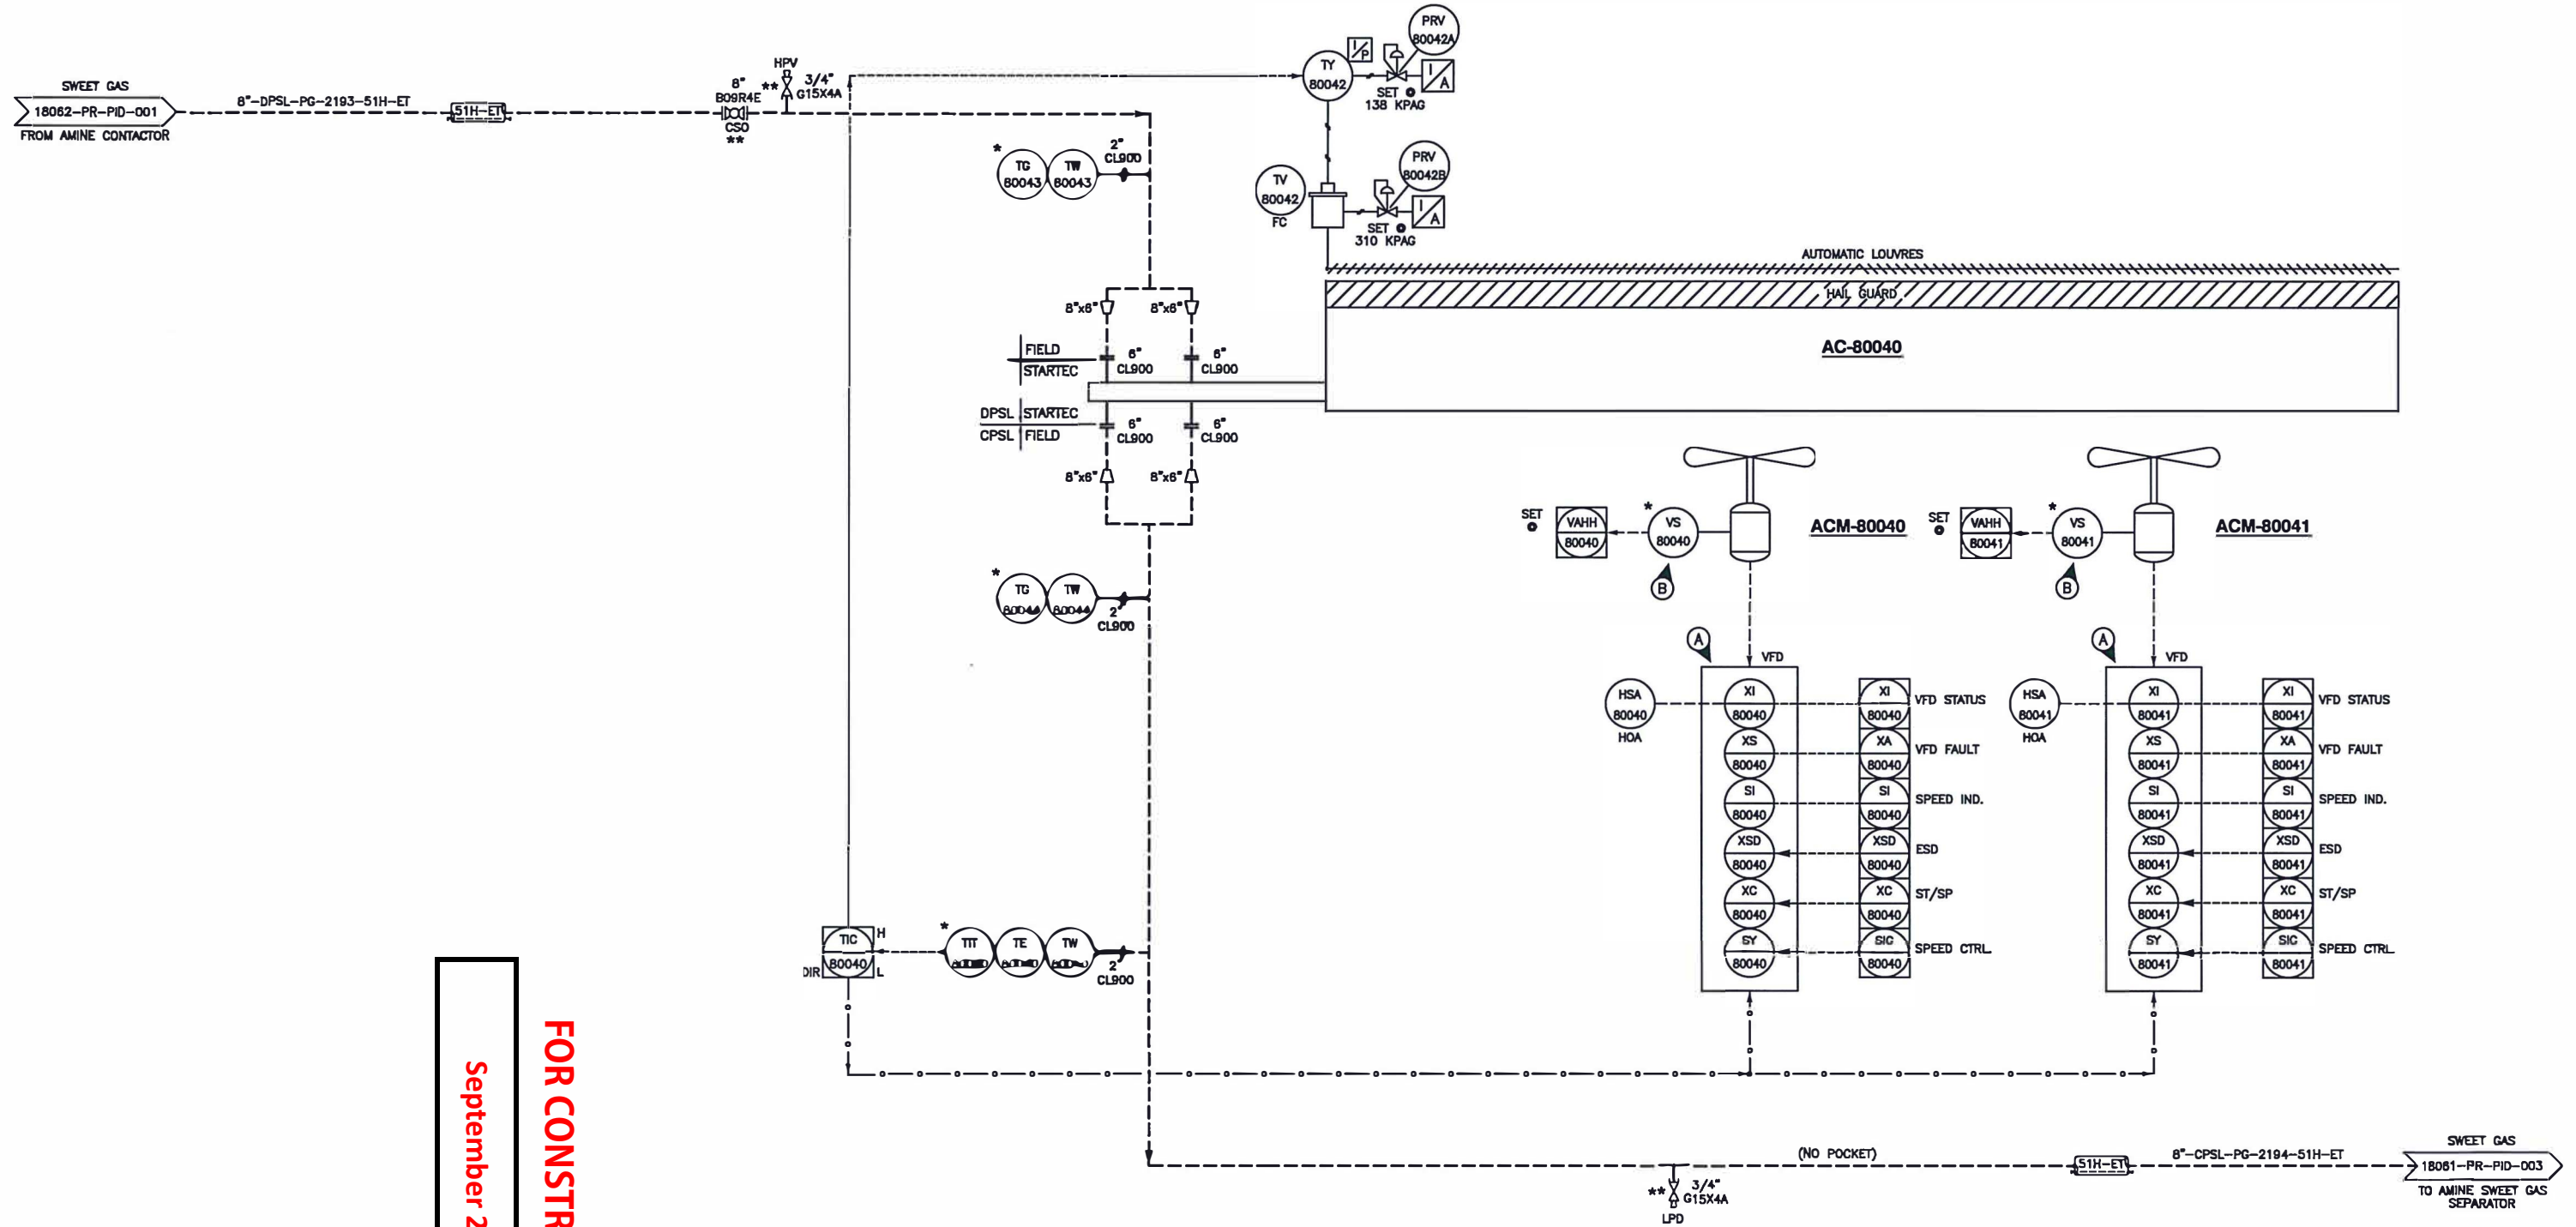 SWEET GAS
18062-PR-PID-001
FROM AMINE CONTACTOR
8"-DPSL-PG-2193-51H-ET
51H-ET
8"
B09R4E
CSO
**
HPV
** 3/4"
G15X4A
TY
80042
I/P
PRV
80042A
I/A
SET @
138 KPAG
TV
80042
FC
PRV
80042B
I/A
SET @
310 KPAG
*
TG
80043
TW
80043
2"
CL900
8"x6"
8"x6"
FIELD
STARTEC
6"
CL900
6"
CL900
DPSL STARTEC
CPSL FIELD
6"
CL900
6"
CL900
8"x6"
8"x6"
AUTOMATIC LOUVRES
HAIL GUARD
AC-80040
*
TG
80044
TW
80044
2"
CL900
SET
@
VAHH
80040
*
VS
80040
B
ACM-80040
SET
@
VAHH
80041
*
VS
80041
B
ACM-80041
A
VFD
HSA
80040
HOA
XI
80040
XI
80040
VFD STATUS
XS
80040
XA
80040
VFD FAULT
SI
80040
SI
80040
SPEED IND.
XSD
80040
XSD
80040
ESD
XC
80040
XC
80040
ST/SP
SY
80040
SIC
80040
SPEED CTRL.
A
VFD
HSA
80041
HOA
XI
80041
XI
80041
VFD STATUS
XS
80041
XA
80041
VFD FAULT
SI
80041
SI
80041
SPEED IND.
XSD
80041
XSD
80041
ESD
XC
80041
XC
80041
ST/SP
SY
80041
SIC
80041
SPEED CTRL.
TIC
80040
H
L
DIR
*
TIT
TE
TW
2"
CL900
FOR CONSTR
September 2
(NO POCKET)
** 3/4"
G15X4A
LPD
51H-ET
8"-CPSL-PG-2194-51H-ET
SWEET GAS
18061-PR-PID-003
TO AMINE SWEET GAS
SEPARATOR